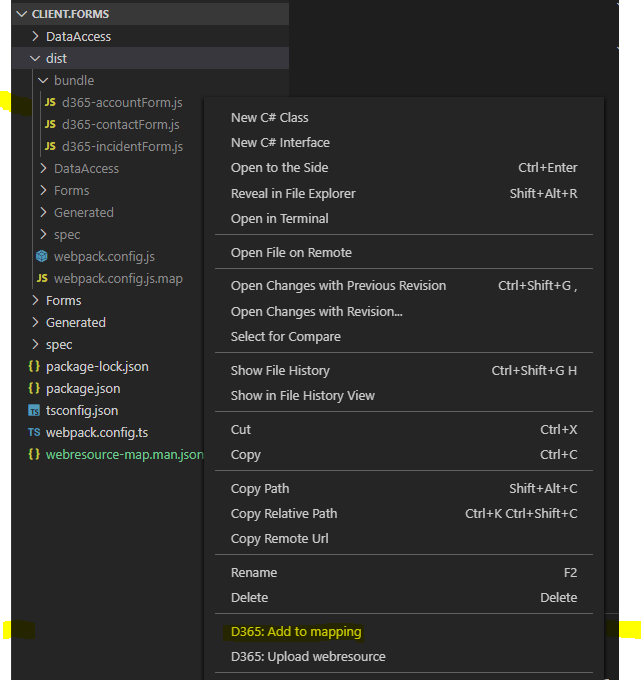 CLIENT.FORMS
DataAccess
dist
bundle
JS d365-accountForm.js
JS d365-contactForm.js
JS d365-incidentForm.js
DataAccess
Forms
Generated
spec
webpack.config.js
JS webpack.config.js.map
Forms
Generated
spec
{} package-lock.json
{} package.json
TS tsconfig.json
TS webpack.config.ts
{} webresource-map.man.json
New C# Class
New C# Interface
Open to the Side Ctrl+Enter
Reveal in File Explorer Shift+Alt+R
Open in Terminal
Open File on Remote
Open Changes with Previous Revision Ctrl+Shift+G ,
Open Changes with Revision...
Select for Compare
Show File History Ctrl+Shift+G H
Show in File History View
Cut Ctrl+X
Copy Ctrl+C
Copy Path Shift+Alt+C
Copy Relative Path Ctrl+K Ctrl+Shift+C
Copy Remote Url
Rename F2
Delete Delete
D365: Add to mapping
D365: Upload webresource